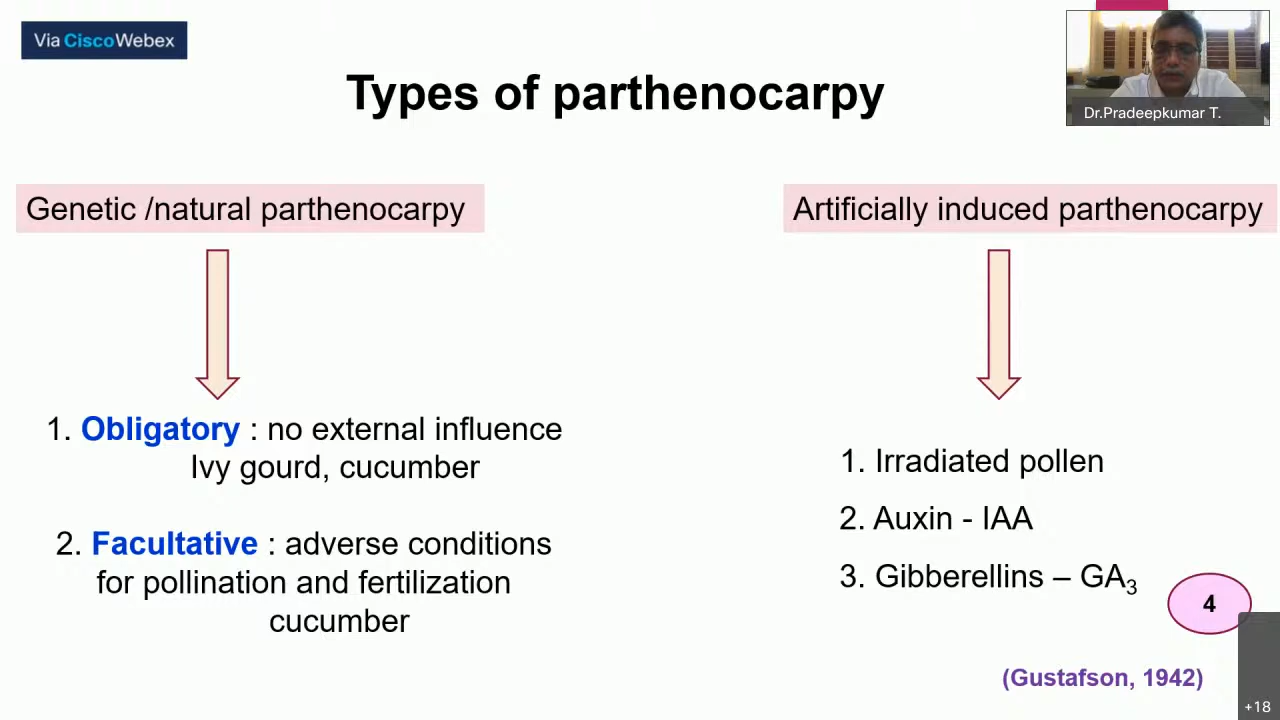 Via CiscoWebex
Dr.Pradeepkumar T.
Types of parthenocarpy
Genetic /natural parthenocarpy
1. Obligatory : no external influence
Ivy gourd, cucumber
2. Facultative : adverse conditions
for pollination and fertilization
cucumber
Artificially induced parthenocarpy
1. Irradiated pollen
2. Auxin - IAA
3. Gibberellins – GA₃
4
(Gustafson, 1942)
+18